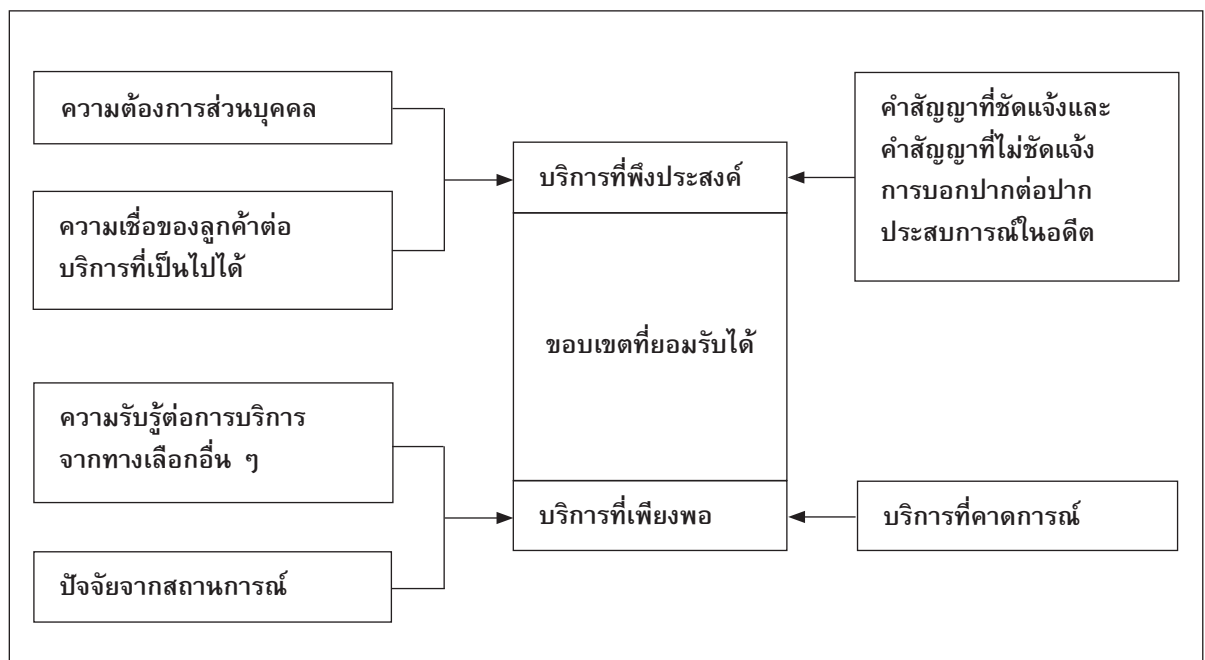 ความต้องการส่วนบุคคล
ความเชื่อของลูกค้าต่อ
บริการที่เป็นไปได้
ความรับรู้ต่อการบริการ
จากทางเลือกอื่น ๆ
ปัจจัยจากสถานการณ์
บริการที่พึงประสงค์
ขอบเขตที่ยอมรับได้
บริการที่เพียงพอ
คำสัญญาที่ชัดแจ้งและ
คำสัญญาที่ไม่ชัดแจ้ง
การบอกปากต่อปาก
ประสบการณ์ในอดีต
บริการที่คาดการณ์